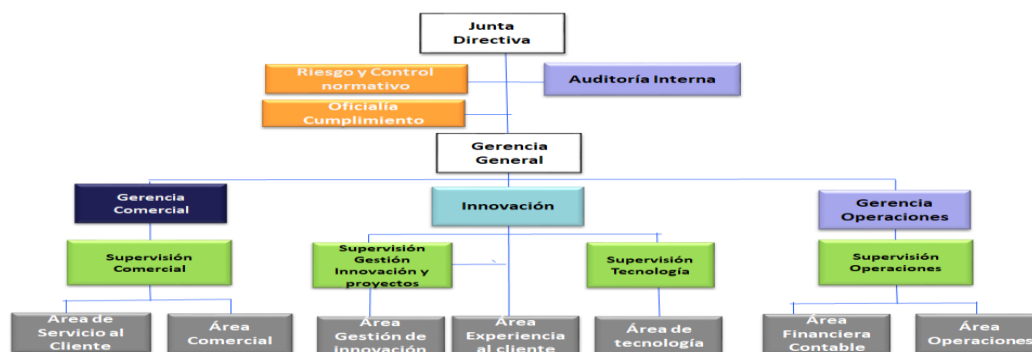 Junta
Directiva
Riesgo y Control
normativo
Auditoría Interna
Oficialía
Cumplimiento
Gerencia
General
Gerencia
Comercial
Innovación
Gerencia
Operaciones
Supervisión
Comercial
Supervisión
Gestión
Innovación y
proyectos
Supervisión
Tecnología
Supervisión
Operaciones
Área de
Servicio al
Cliente
Área
Comercial
Área
Gestión de
innovación
Área
Experiencia
al cliente
Área de
tecnología
Área
Financiera
Contable
Área
Operaciones